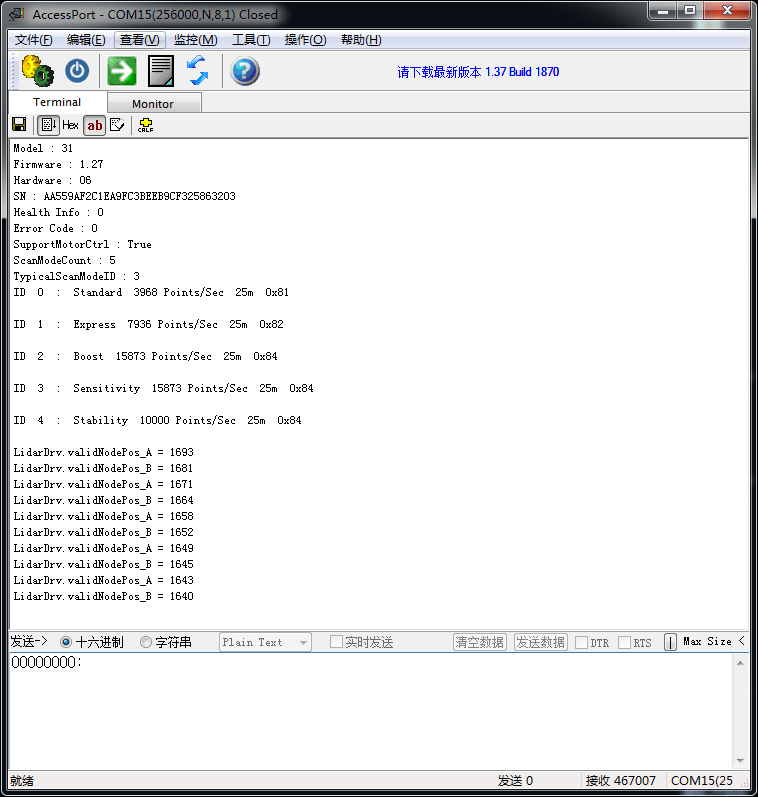 AccessPort - COM15(256000,N,8,1) Closed
文件(F) 编辑(E) 查看(V) 监控(M) 工具(T) 操作(O) 帮助(H)
请下载最新版本 1.37 Build 1870
Terminal Monitor
Hex ab CRLF
Model : 31
Firmware : 1.27
Hardware : 06
SN : AA559AF2C1EA9FC3BEEB9CF325863203
Health Info : 0
Error Code : 0
SupportMotorCtrl : True
ScanModeCount : 5
TypicalScanModeID : 3
ID 0 : Standard 3968 Points/Sec 25m 0x81
ID 1 : Express 7936 Points/Sec 25m 0x82
ID 2 : Boost 15873 Points/Sec 25m 0x84
ID 3 : Sensitivity 15873 Points/Sec 25m 0x84
ID 4 : Stability 10000 Points/Sec 25m 0x84
LidarDrv.validNodePos_A = 1693
LidarDrv.validNodePos_B = 1681
LidarDrv.validNodePos_A = 1671
LidarDrv.validNodePos_B = 1664
LidarDrv.validNodePos_A = 1658
LidarDrv.validNodePos_B = 1652
LidarDrv.validNodePos_A = 1649
LidarDrv.validNodePos_B = 1645
LidarDrv.validNodePos_A = 1643
LidarDrv.validNodePos_B = 1640
发送-> 十六进制 字符串 Plain Text 实时发送 清空数据 发送数据 DTR RTS Max Size <
00000000:
就绪 发送 0 接收 467007 COM15(25